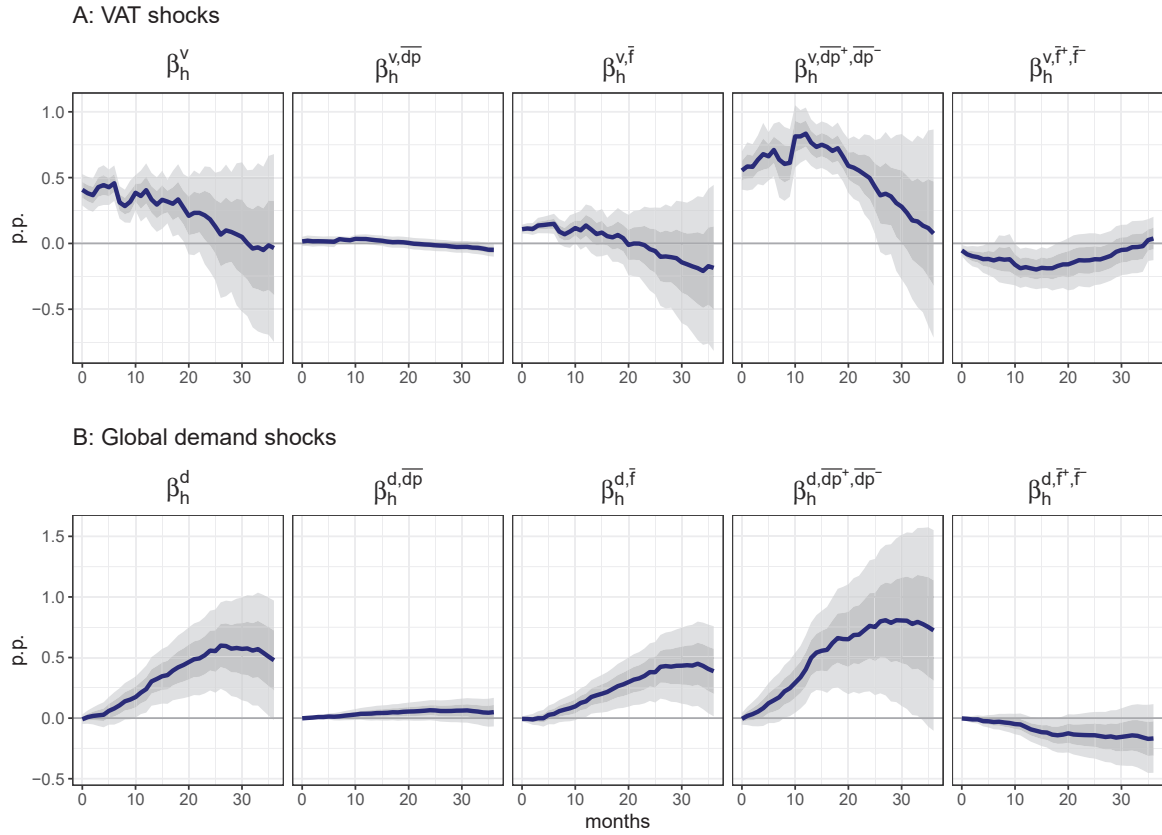 A: VAT shocks
β_h^v β_h^{v,\overline{dp}} β_h^{v,\bar{f}} β_h^{v,\overline{dp}^+,\overline{dp}^-} β_h^{v,\bar{f}^+,\bar{f}^-}
1.0
0.5
0.0
−0.5
p.p.
0 10 20 30 0 10 20 30 0 10 20 30 0 10 20 30 0 10 20 30
B: Global demand shocks
β_h^d β_h^{d,\overline{dp}} β_h^{d,\bar{f}} β_h^{d,\overline{dp}^+,\overline{dp}^-} β_h^{d,\bar{f}^+,\bar{f}^-}
1.5
1.0
0.5
0.0
−0.5
p.p.
0 10 20 30 0 10 20 30 0 10 20 30 0 10 20 30 0 10 20 30
months